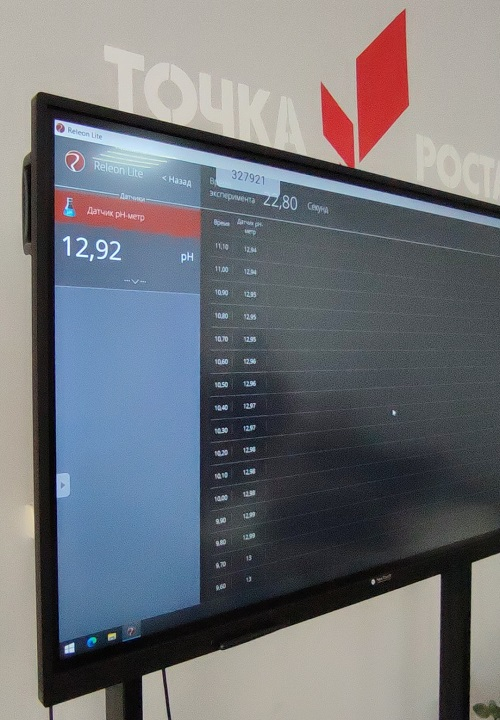 ТОЧКА
РОСТА
Releon Lite
Releon Lite
< Назад
327921
эксперимента 22,80 Секунд
Датчики
Датчик pH-метр
12,92 pH
Время Датчик pH-метр
11,10 12,94
11,00 12,94
10,90 12,95
10,80 12,95
10,70 12,95
10,60 12,96
10,50 12,96
10,40 12,97
10,30 12,97
10,20 12,98
10,10 12,98
10,00 12,98
9,90 12,99
9,80 12,99
9,70 13
9,60 13